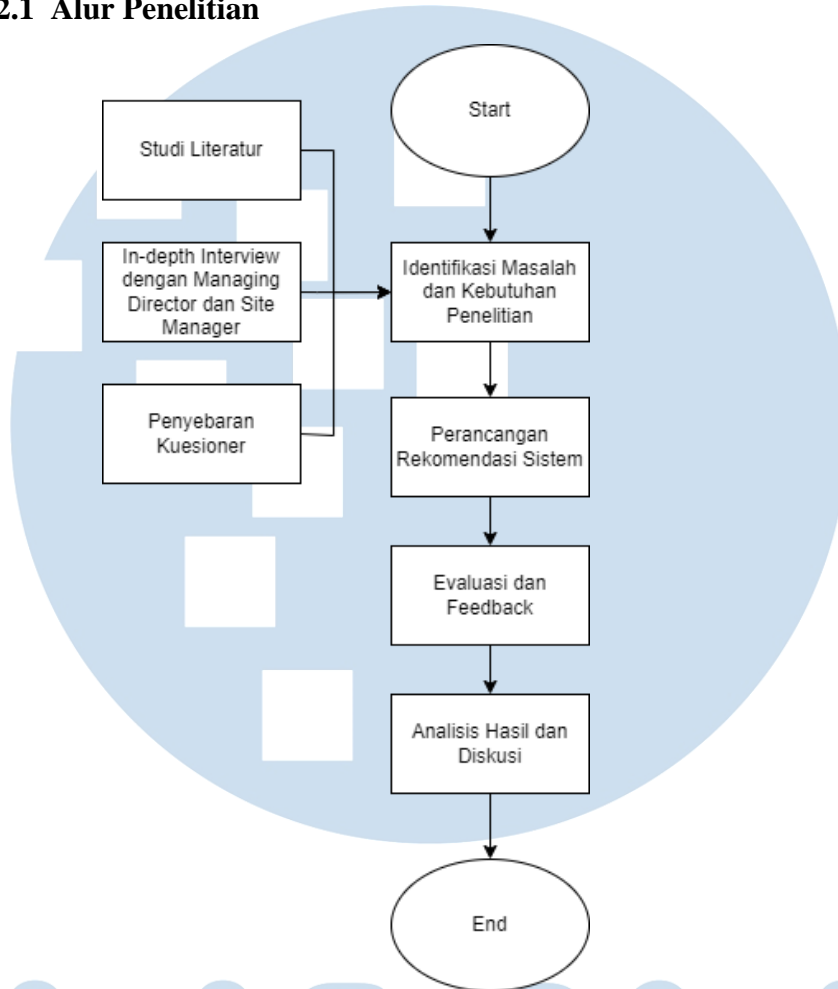 2.1 Alur Penelitian
Start
Studi Literatur
In-depth Interview
dengan Managing
Director dan Site
Manager
Identifikasi Masalah
dan Kebutuhan
Penelitian
Penyebaran
Kuesioner
Perancangan
Rekomendasi Sistem
Evaluasi dan
Feedback
Analisis Hasil dan
Diskusi
End